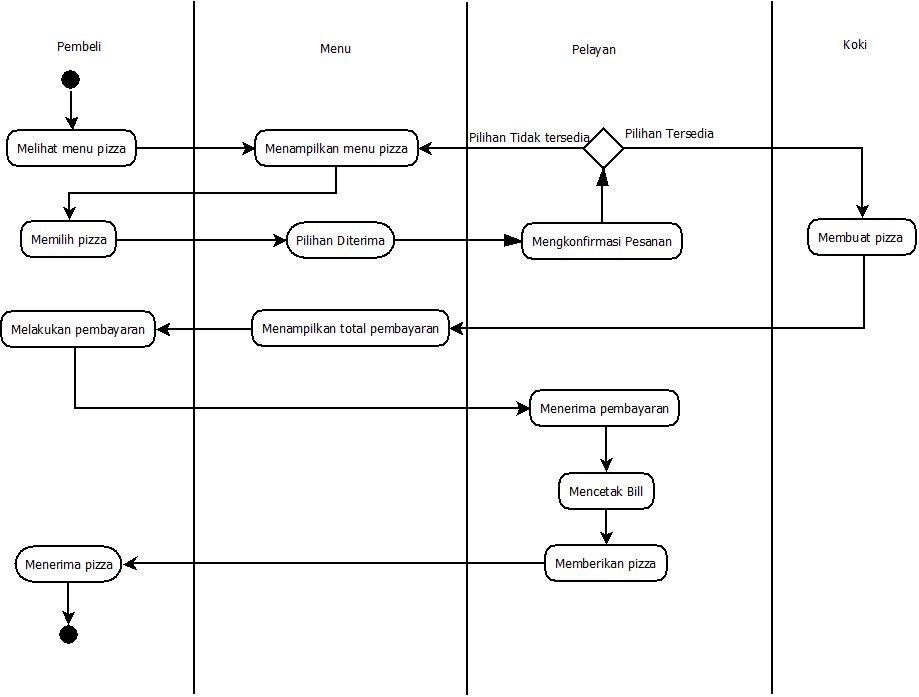 Pembeli
Menu
Pelayan
Koki
Pilihan Tidak tersedia
Pilihan Tersedia
Melihat menu pizza
Menampilkan menu pizza
Memilih pizza
Pilihan Diterima
Mengkonfirmasi Pesanan
Membuat pizza
Melakukan pembayaran
Menampilkan total pembayaran
Menerima pembayaran
Mencetak Bill
Menerima pizza
Memberikan pizza